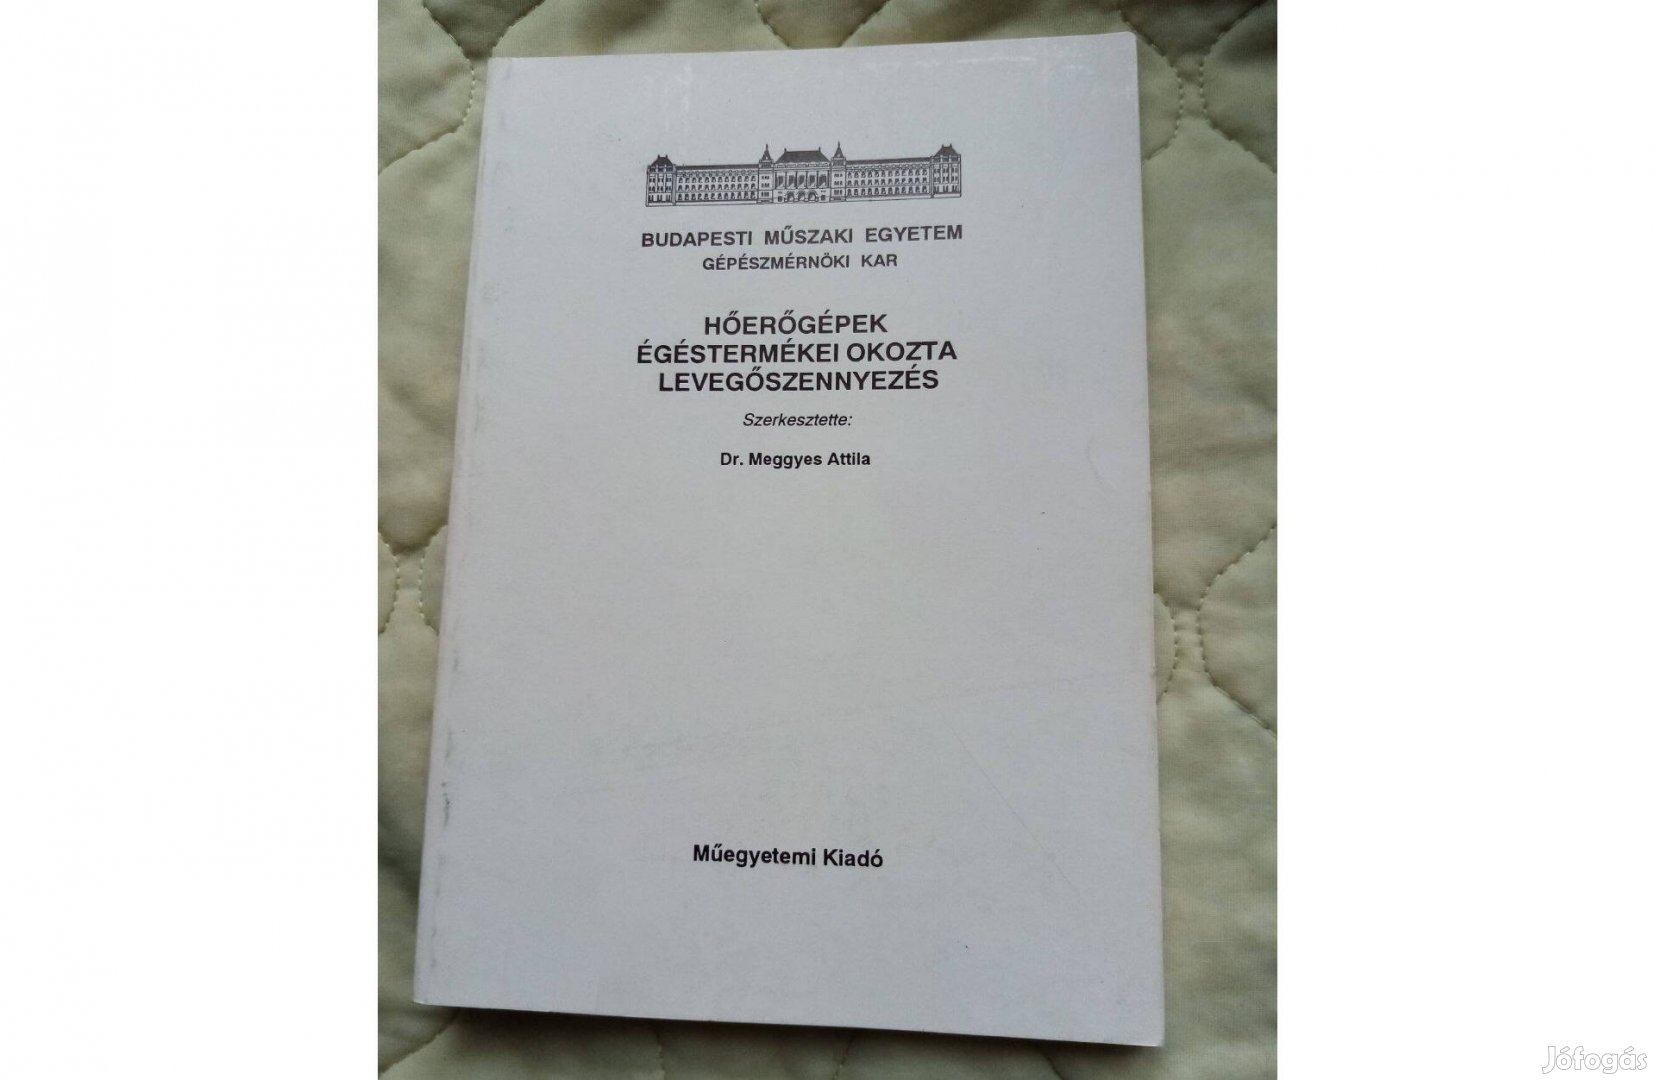 BUDAPESTI MŰSZAKI EGYETEM
GÉPÉSZMÉRNÖKI KAR
HŐERŐGÉPEK
ÉGÉSTERMÉKEI OKOZTA
LEVEGŐSZENNYEZÉS
Szerkesztette:
Dr. Meggyes Attila
Műegyetemi Kiadó
Jófogás